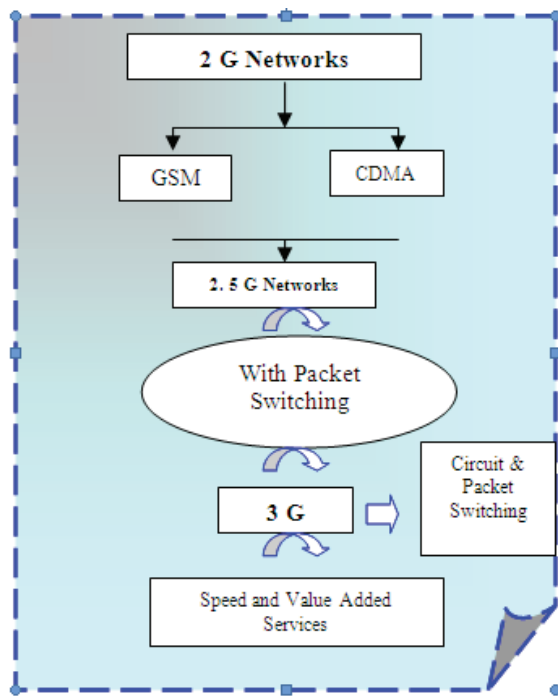 2 G Networks
GSM
CDMA
2. 5 G Networks
With Packet
Switching
Circuit &
Packet
Switching
3 G
Speed and Value Added
Services